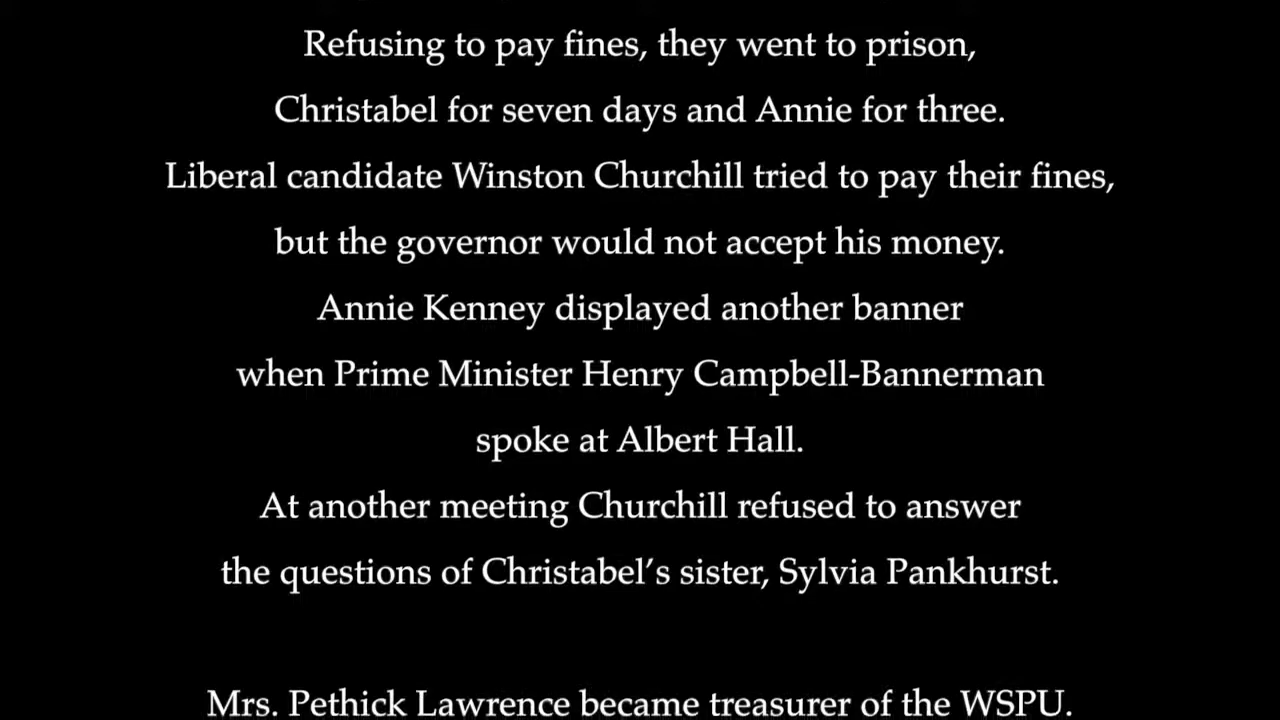 Refusing to pay fines, they went to prison,
Christabel for seven days and Annie for three.
Liberal candidate Winston Churchill tried to pay their fines,
but the governor would not accept his money.
Annie Kenney displayed another banner
when Prime Minister Henry Campbell-Bannerman
spoke at Albert Hall.
At another meeting Churchill refused to answer
the questions of Christabel’s sister, Sylvia Pankhurst.
Mrs. Pethick Lawrence became treasurer of the WSPU.